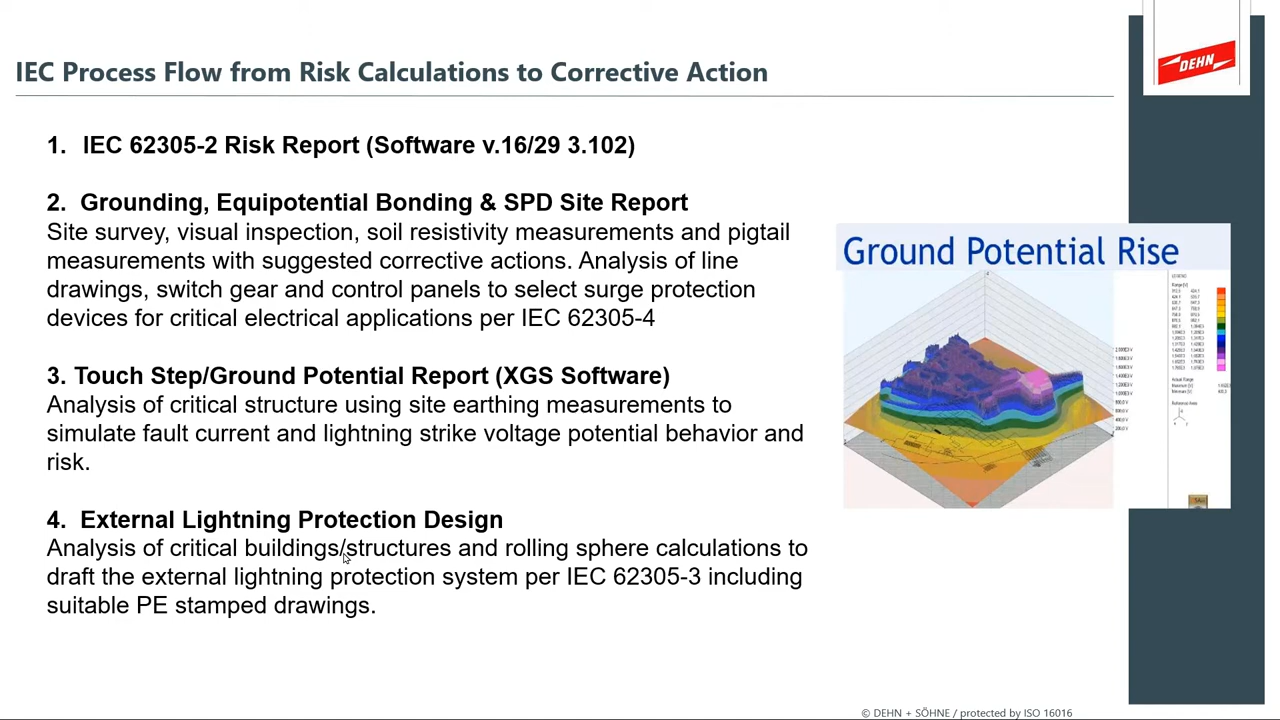 IEC Process Flow from Risk Calculations to Corrective Action
DEHN
1. IEC 62305-2 Risk Report (Software v.16/29 3.102)
2. Grounding, Equipotential Bonding & SPD Site Report
Site survey, visual inspection, soil resistivity measurements and pigtail
measurements with suggested corrective actions. Analysis of line
drawings, switch gear and control panels to select surge protection
devices for critical electrical applications per IEC 62305-4
3. Touch Step/Ground Potential Report (XGS Software)
Analysis of critical structure using site earthing measurements to
simulate fault current and lightning strike voltage potential behavior and
risk.
4. External Lightning Protection Design
Analysis of critical buildings/structures and rolling sphere calculations to
draft the external lightning protection system per IEC 62305-3 including
suitable PE stamped drawings.
Ground Potential Rise
© DEHN + SÖHNE / protected by ISO 16016